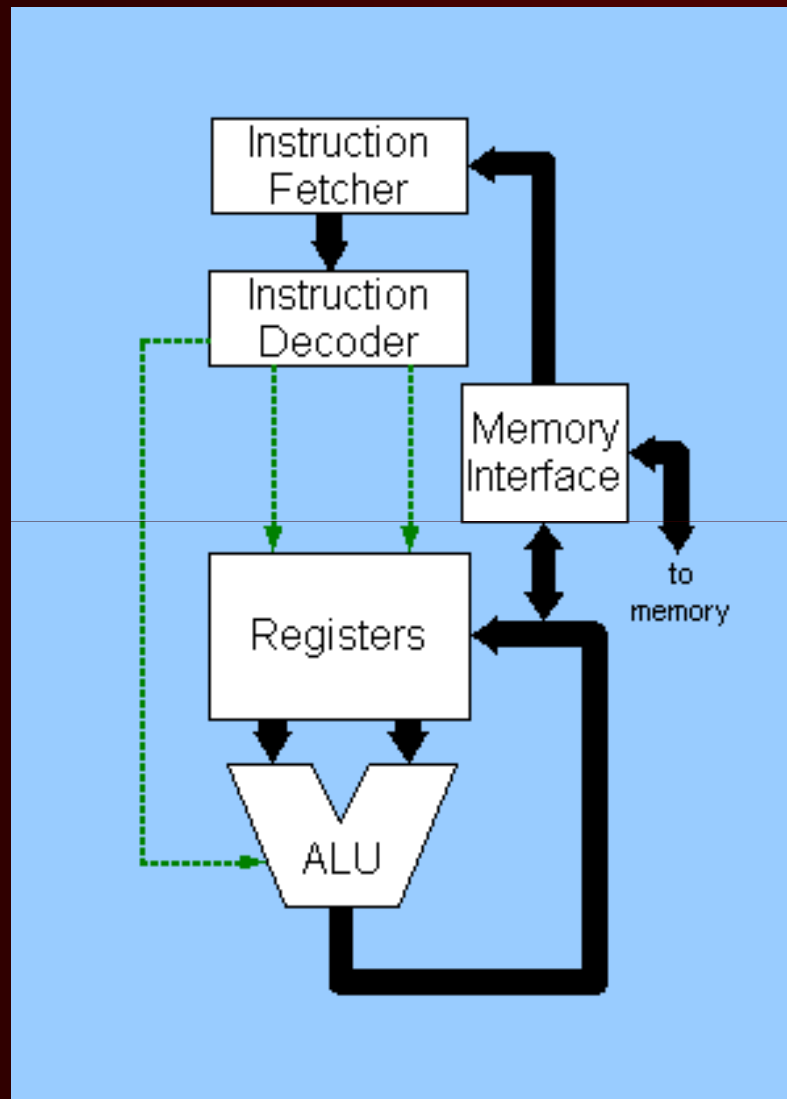 Instruction
Fetcher
Instruction
Decoder
Memory
Interface
to
memory
Registers
ALU